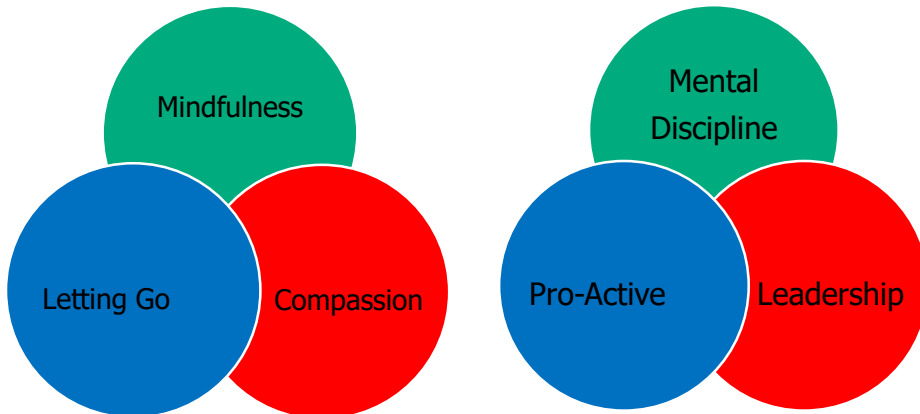 Mindfulness
Letting Go
Compassion
Mental
Discipline
Pro-Active
Leadership